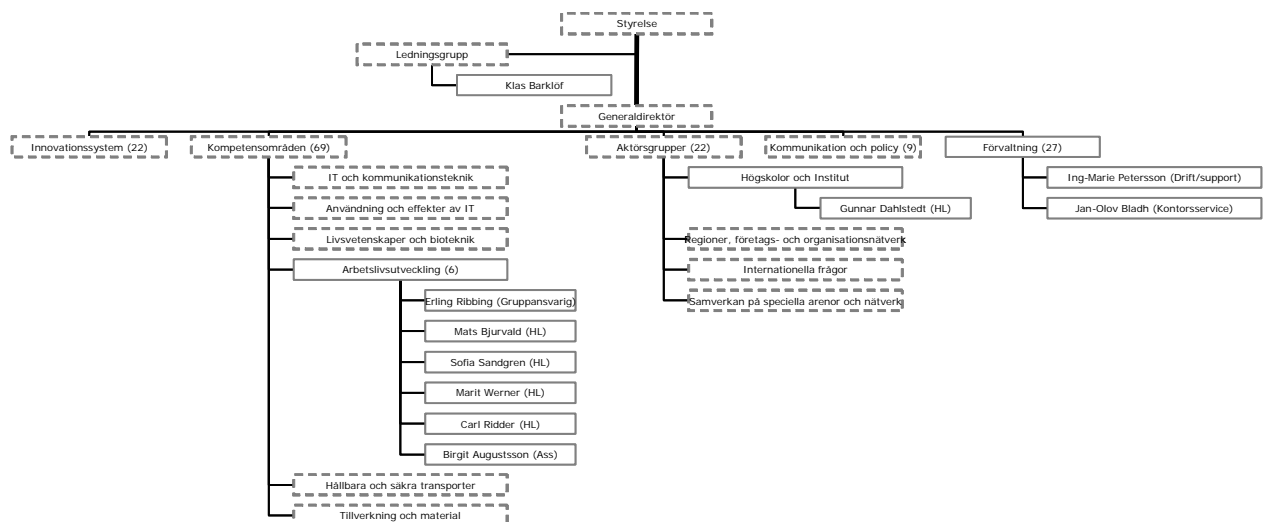 Styrelse
Ledningsgrupp
Klas Barklöf
Generaldirektör
Innovationssystem (22)
Kompetensområden (69)
Aktörsgrupper (22)
Kommunikation och policy (9)
Förvaltning (27)
IT och kommunikationsteknik
Användning och effekter av IT
Livsvetenskaper och bioteknik
Arbetslivsutveckling (6)
Erling Ribbing (Gruppansvarig)
Mats Bjurvald (HL)
Sofia Sandgren (HL)
Marit Werner (HL)
Carl Ridder (HL)
Birgit Augustsson (Ass)
Hållbara och säkra transporter
Tillverkning och material
Högskolor och Institut
Gunnar Dahlstedt (HL)
Regioner, företags- och organisationsnätverk
Internationella frågor
Samverkan på speciella arenor och nätverk
Ing-Marie Petersson (Drift/support)
Jan-Olov Bladh (Kontorsservice)